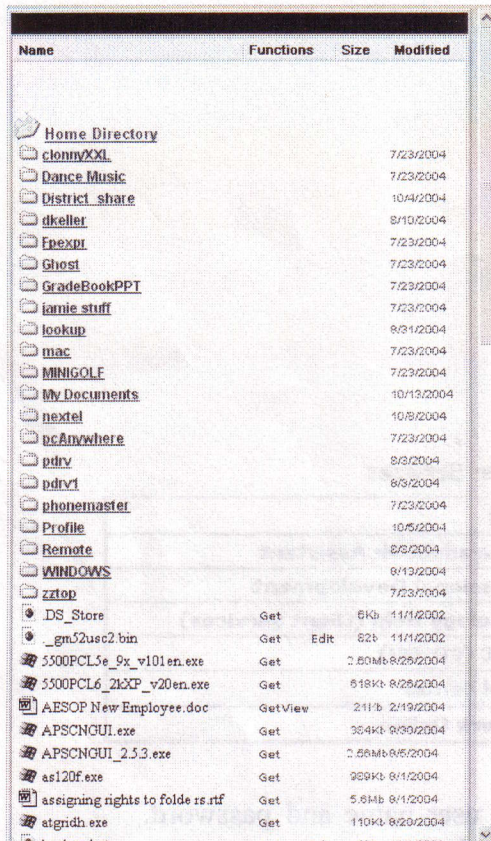 Name Functions Size Modified
Home Directory
clonnyXXL 7/23/2004
Dance Music 7/23/2004
District_share 10/4/2004
dkeller 8/10/2004
Fpexpr 7/23/2004
Ghost 7/23/2004
GradeBookPPT 7/23/2004
jamie stuff 7/23/2004
lookup 8/31/2004
mac 7/23/2004
MINIGOLF 7/23/2004
My Documents 10/13/2004
nextel 10/8/2004
pcAnywhere 7/23/2004
pdrv 8/3/2004
pdrv1 8/3/2004
phonemaster 7/23/2004
Profile 10/5/2004
Remote 8/8/2004
WINDOWS 9/13/2004
zztop 7/23/2004
.DS_Store Get 6Kb 11/1/2002
._gm52usc2.bin Get Edit 82b 11/1/2002
5500PCL5e_9x_v101en.exe Get 2.60Mb 8/26/2004
5500PCL6_2kXP_v20en.exe Get 618Kb 8/26/2004
AESOP New Employee.doc Get View 21Kb 2/19/2004
APSCNGUI.exe Get 384Kb 9/30/2004
APSCNGUI_2.5.3.exe Get 2.66Mb 8/5/2004
as120f.exe Get 989Kb 8/1/2004
assigning rights to folde rs.rtf Get 5.6Mb 8/1/2004
atgridh.exe Get 110Kb 8/20/2004